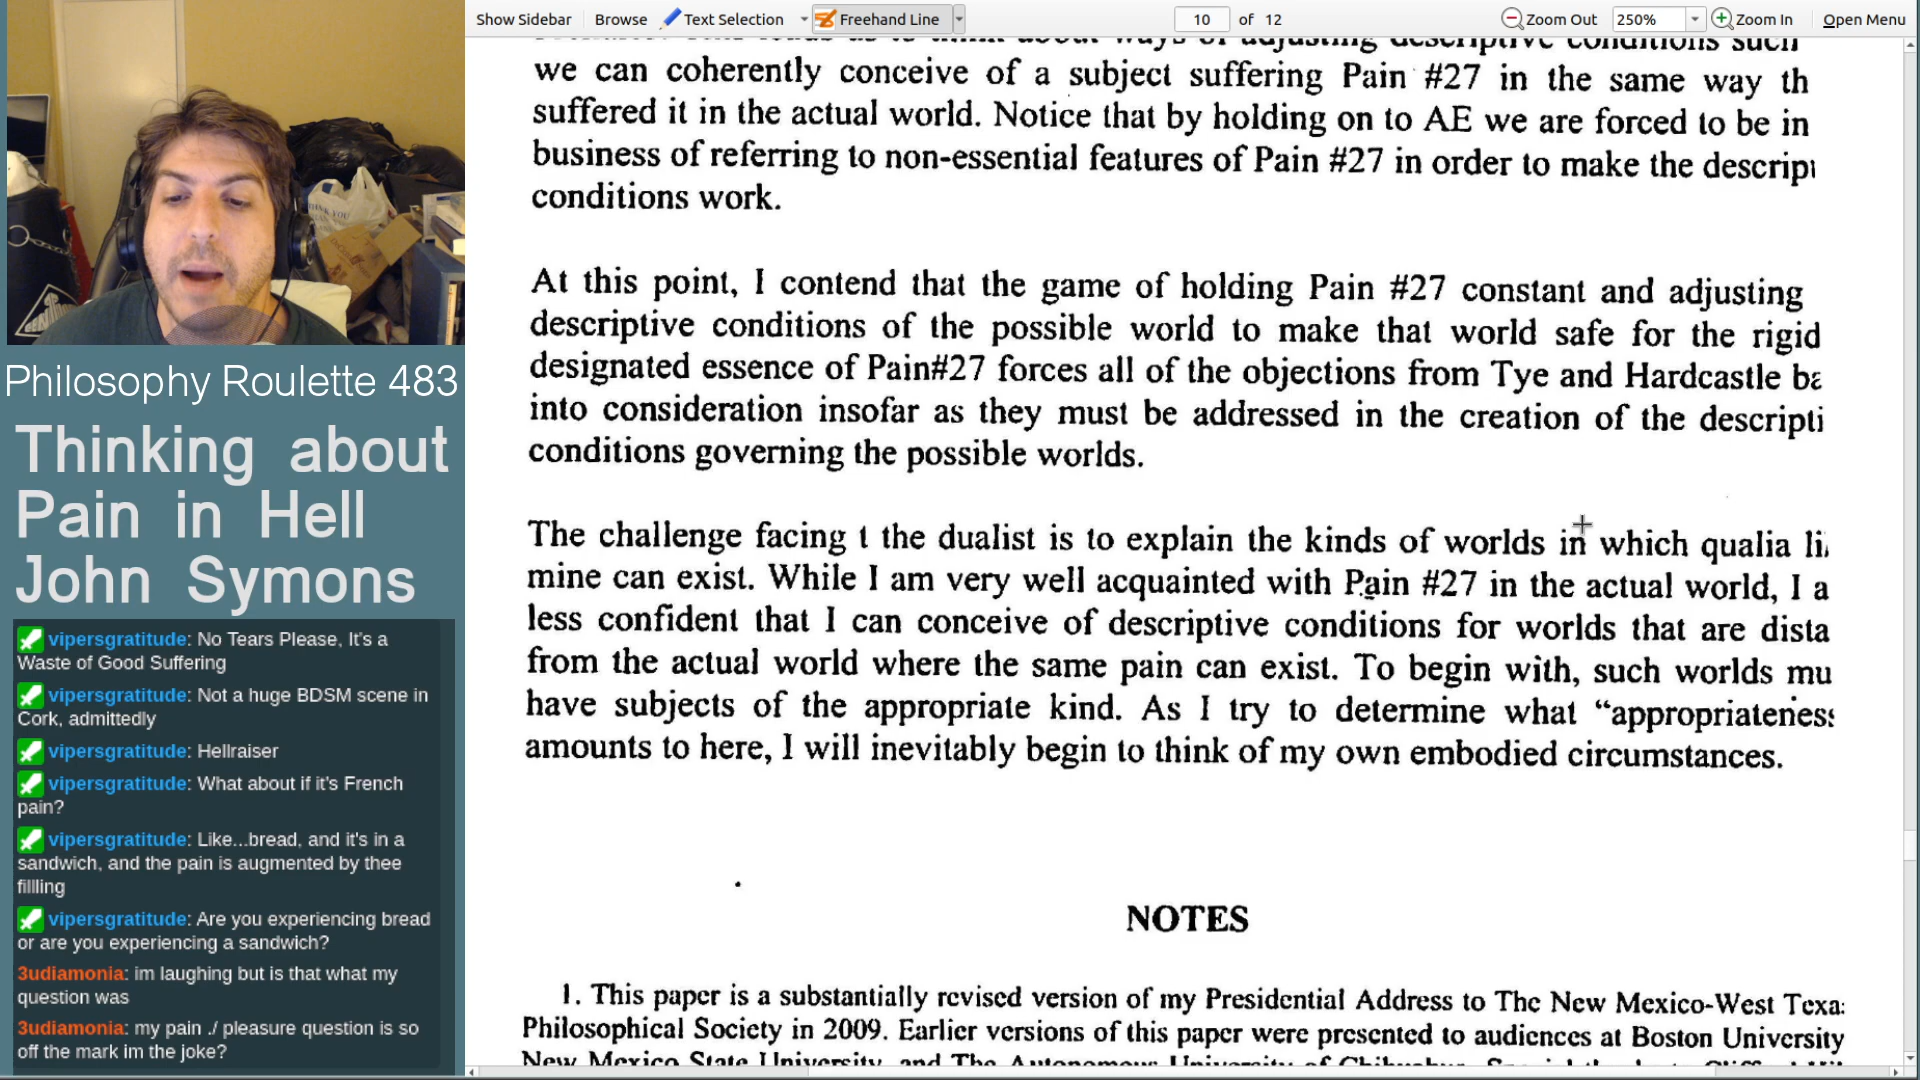 Show Sidebar Browse Text Selection Freehand Line 10 of 12 Zoom Out 250% Zoom In Open Menu
we can coherently conceive of a subject suffering Pain #27 in the same way th
suffered it in the actual world. Notice that by holding on to AE we are forced to be in
business of referring to non-essential features of Pain #27 in order to make the descript
conditions work.
At this point, I contend that the game of holding Pain #27 constant and adjusting
descriptive conditions of the possible world to make that world safe for the rigid
designated essence of Pain#27 forces all of the objections from Tye and Hardcastle ba
into consideration insofar as they must be addressed in the creation of the descripti
conditions governing the possible worlds.
The challenge facing t the dualist is to explain the kinds of worlds in which qualia li
mine can exist. While I am very well acquainted with Pain #27 in the actual world, I a
less confident that I can conceive of descriptive conditions for worlds that are dista
from the actual world where the same pain can exist. To begin with, such worlds mu
have subjects of the appropriate kind. As I try to determine what “appropriateness
amounts to here, I will inevitably begin to think of my own embodied circumstances.
NOTES
1. This paper is a substantially revised version of my Presidential Address to The New Mexico-West Texa
Philosophical Society in 2009. Earlier versions of this paper were presented to audiences at Boston University
New Mexico State University, and The Autonomous University of Chihuahua.
THANK YOU
Philosophy Roulette 483
Thinking about
Pain in Hell
John Symons
vipersgratitude: No Tears Please, It's a
Waste of Good Suffering
vipersgratitude: Not a huge BDSM scene in
Cork, admittedly
vipersgratitude: Hellraiser
vipersgratitude: What about if it's French
pain?
vipersgratitude: Like...bread, and it's in a
sandwich, and the pain is augmented by thee
fillling
vipersgratitude: Are you experiencing bread
or are you experiencing a sandwich?
3udiamonia: im laughing but is that what my
question was
3udiamonia: my pain ./ pleasure question is so
off the mark im the joke?